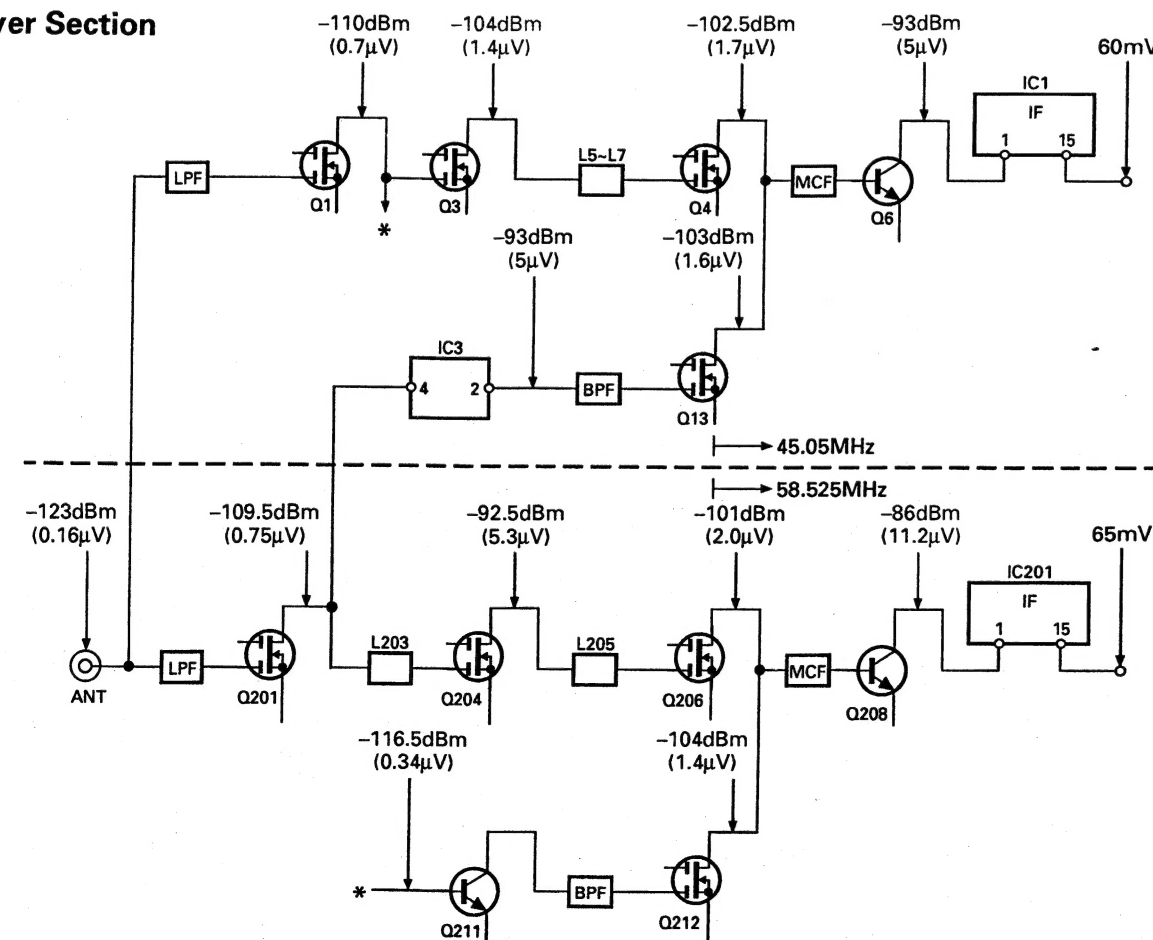 ver Section
-110dBm
(0.7μV)
-104dBm
(1.4μV)
-102.5dBm
(1.7μV)
-93dBm
(5μV)
60mV
IC1
IF
1 15
LPF
Q1
*
Q3
L5~L7
Q4
MCF
Q6
-93dBm
(5μV)
-103dBm
(1.6μV)
IC3
4 2
BPF
Q13
45.05MHz
58.525MHz
-123dBm
(0.16μV)
-109.5dBm
(0.75μV)
-92.5dBm
(5.3μV)
-101dBm
(2.0μV)
-86dBm
(11.2μV)
65mV
IC201
IF
1 15
ANT
LPF
Q201
L203
Q204
L205
Q206
MCF
Q208
-116.5dBm
(0.34μV)
-104dBm
(1.4μV)
*
Q211
BPF
Q212